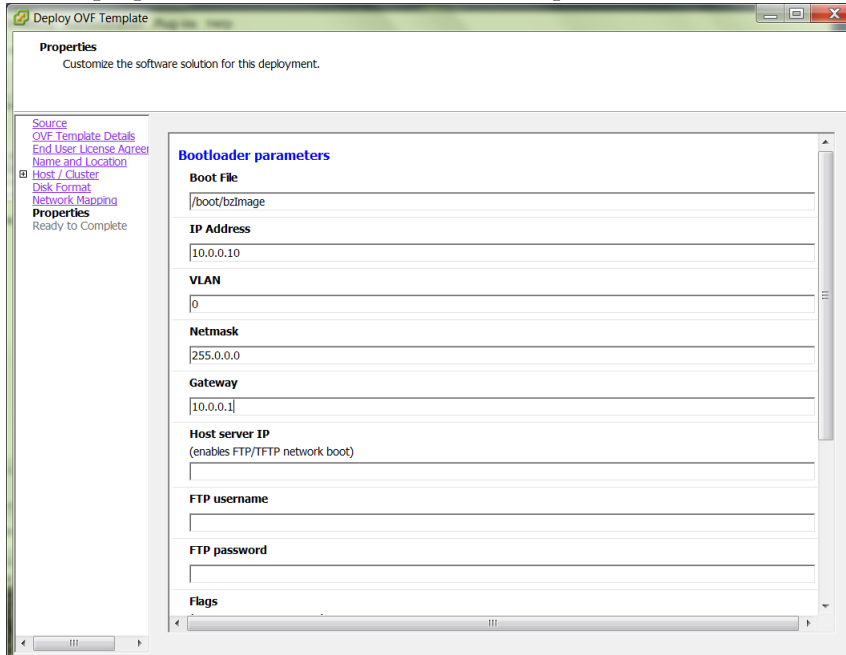 Deploy OVF Template
Properties
Customize the software solution for this deployment.
Source
OVF Template Details
End User License Agreer
Name and Location
Host / Cluster
Disk Format
Network Mapping
Properties
Ready to Complete
Bootloader parameters
Boot File
/boot/bzImage
IP Address
10.0.0.10
VLAN
0
Netmask
255.0.0.0
Gateway
10.0.0.1
Host server IP
(enables FTP/TFTP network boot)
FTP username
FTP password
Flags